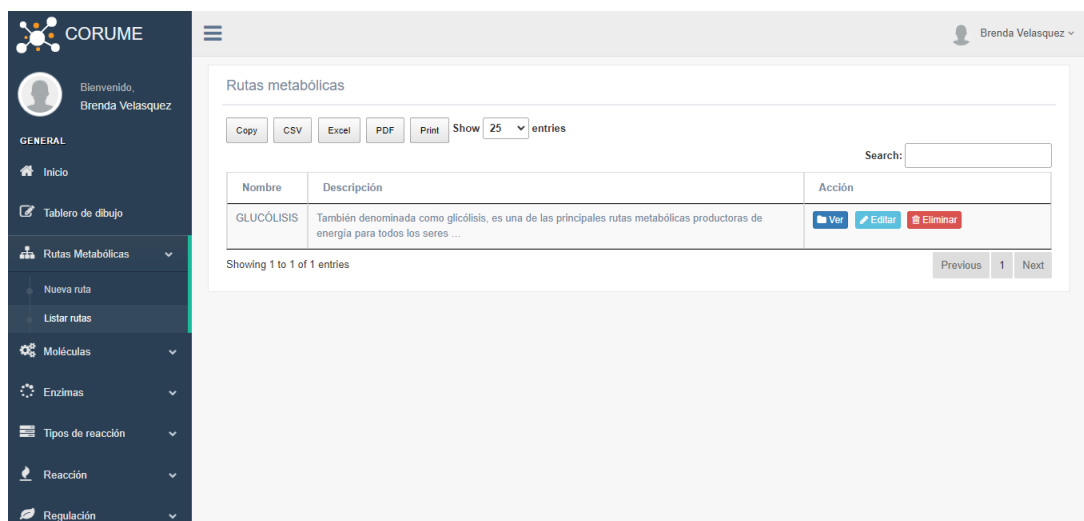 CORUME
Brenda Velasquez
Bienvenido,
Brenda Velasquez
GENERAL
Inicio
Tablero de dibujo
Rutas Metabólicas
Nueva ruta
Listar rutas
Moléculas
Enzimas
Tipos de reacción
Reacción
Regulación
Rutas metabólicas
Copy CSV Excel PDF Print Show 25 entries
Search:
Nombre Descripción Acción
GLUCÓLISIS También denominada como glicólisis, es una de las principales rutas metabólicas productoras de
energía para todos los seres ...
Ver Editar Eliminar
Showing 1 to 1 of 1 entries
Previous 1 Next